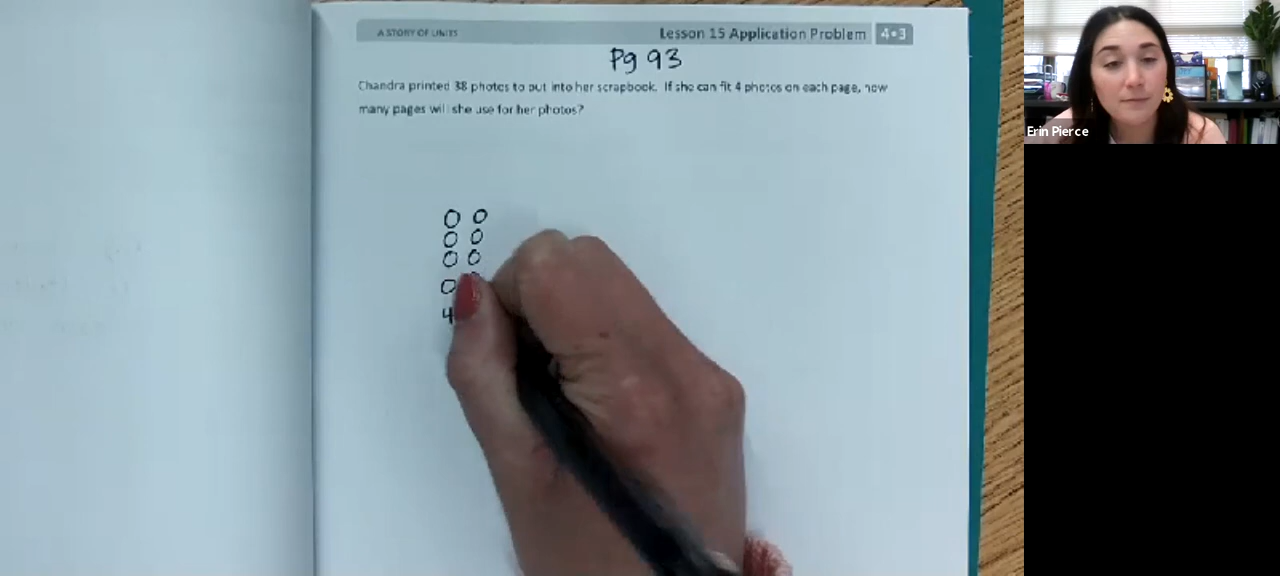 A STORY OF UNITS
Lesson 15 Application Problem 4•3
Pg 93
Chandra printed 38 photos to put into her scrapbook. If she can fit 4 photos on each page, how
many pages will she use for her photos?
4
Erin Pierce